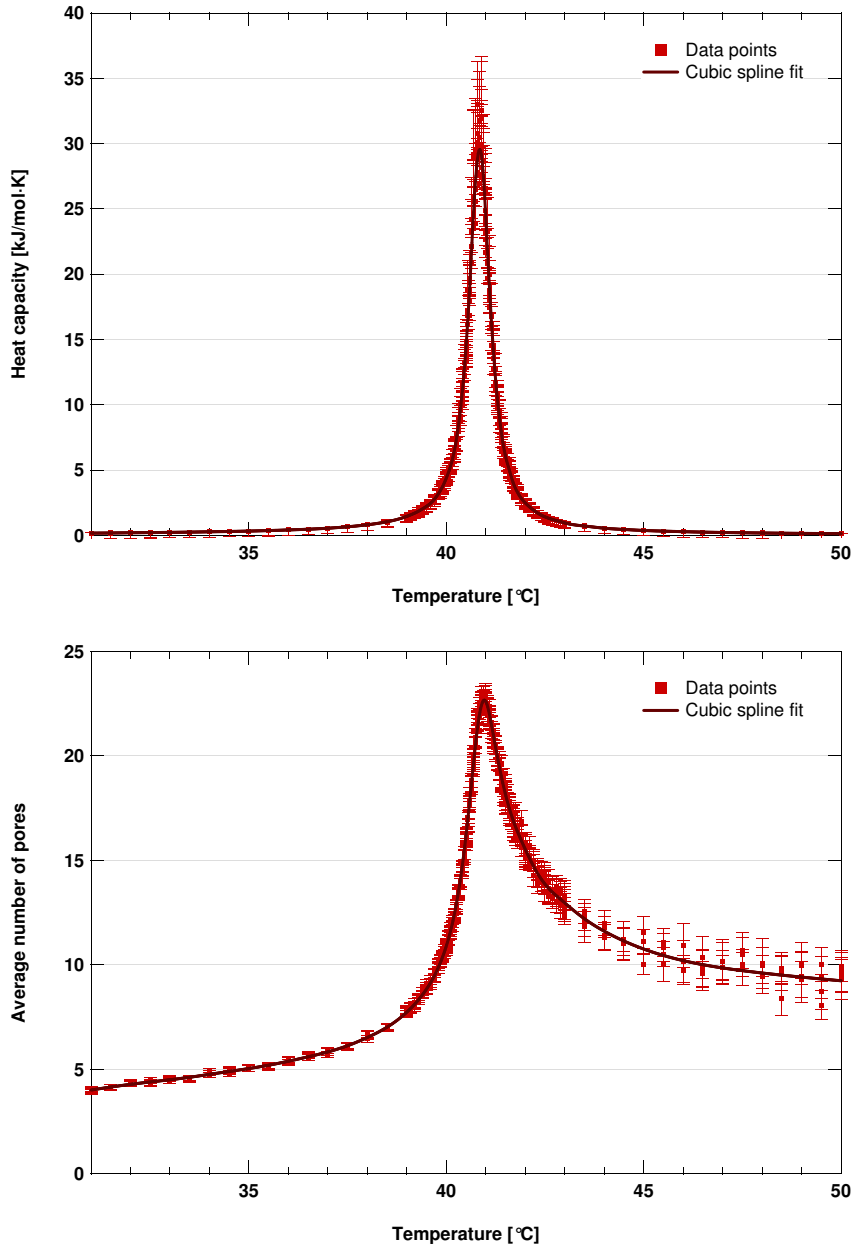 40
35
30
25
20
15
10
5
0
Heat capacity [kJ/mol·K]
Data points
Cubic spline fit
35 40 45 50
Temperature [°C]
25
20
15
10
5
0
Average number of pores
Data points
Cubic spline fit
35 40 45 50
Temperature [°C]